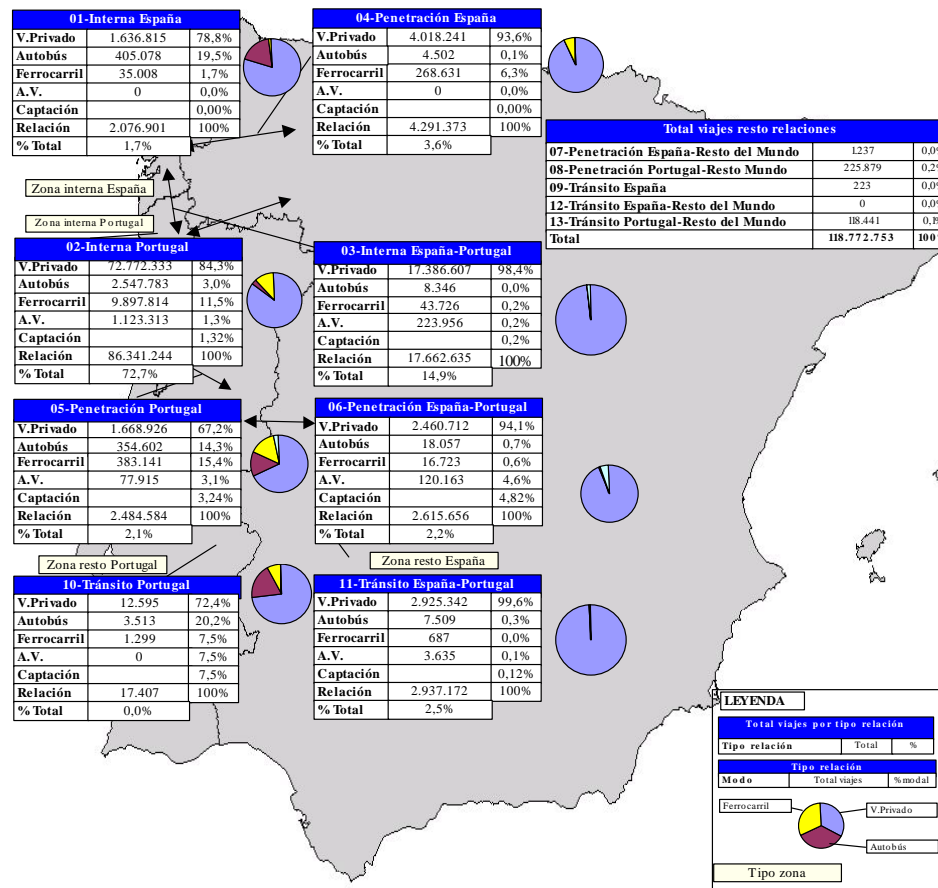 01-Interna España
V.Privado 1.636.815 78,8%
Autobús 405.078 19,5%
Ferrocarril 35.008 1,7%
A.V. 0 0,0%
Captación 0,00%
Relación 2.076.901 100%
% Total 1,7%
04-Penetración España
V.Privado 4.018.241 93,6%
Autobús 4.502 0,1%
Ferrocarril 268.631 6,3%
A.V. 0 0,0%
Captación 0,00%
Relación 4.291.373 100%
% Total 3,6%
Total viajes resto relaciones
07-Penetración España-Resto del Mundo 1237 0,0%
08-Penetración Portugal-Resto Mundo 225.879 0,2%
09-Tránsito España 223 0,0%
12-Tránsito España-Resto del Mundo 0 0,0%
13-Tránsito Portugal-Resto del Mundo 118.441 0,1%
Total 118.772.753 100%
Zona interna España
Zona interna Portugal
02-Interna Portugal
V.Privado 72.772.333 84,3%
Autobús 2.547.783 3,0%
Ferrocarril 9.897.814 11,5%
A.V. 1.123.313 1,3%
Captación 1,32%
Relación 86.341.244 100%
% Total 72,7%
03-Interna España-Portugal
V.Privado 17.386.607 98,4%
Autobús 8.346 0,0%
Ferrocarril 43.726 0,2%
A.V. 223.956 0,2%
Captación 0,2%
Relación 17.662.635 100%
% Total 14,9%
05-Penetración Portugal
V.Privado 1.668.926 67,2%
Autobús 354.602 14,3%
Ferrocarril 383.141 15,4%
A.V. 77.915 3,1%
Captación 3,24%
Relación 2.484.584 100%
% Total 2,1%
06-Penetración España-Portugal
V.Privado 2.460.712 94,1%
Autobús 18.057 0,7%
Ferrocarril 16.723 0,6%
A.V. 120.163 4,6%
Captación 4,82%
Relación 2.615.656 100%
% Total 2,2%
Zona resto Portugal
Zona resto España
10-Tránsito Portugal
V.Privado 12.595 72,4%
Autobús 3.513 20,2%
Ferrocarril 1.299 7,5%
A.V. 0 7,5%
Captación 7,5%
Relación 17.407 100%
% Total 0,0%
11-Tránsito España-Portugal
V.Privado 2.925.342 99,6%
Autobús 7.509 0,3%
Ferrocarril 687 0,0%
A.V. 3.635 0,1%
Captación 0,12%
Relación 2.937.172 100%
% Total 2,5%
LEYENDA
Total viajes por tipo relación
Tipo relación Total %
Tipo relación
Modo Total viajes %modal
Ferrocarril
V.Privado
Autobús
Tipo zona